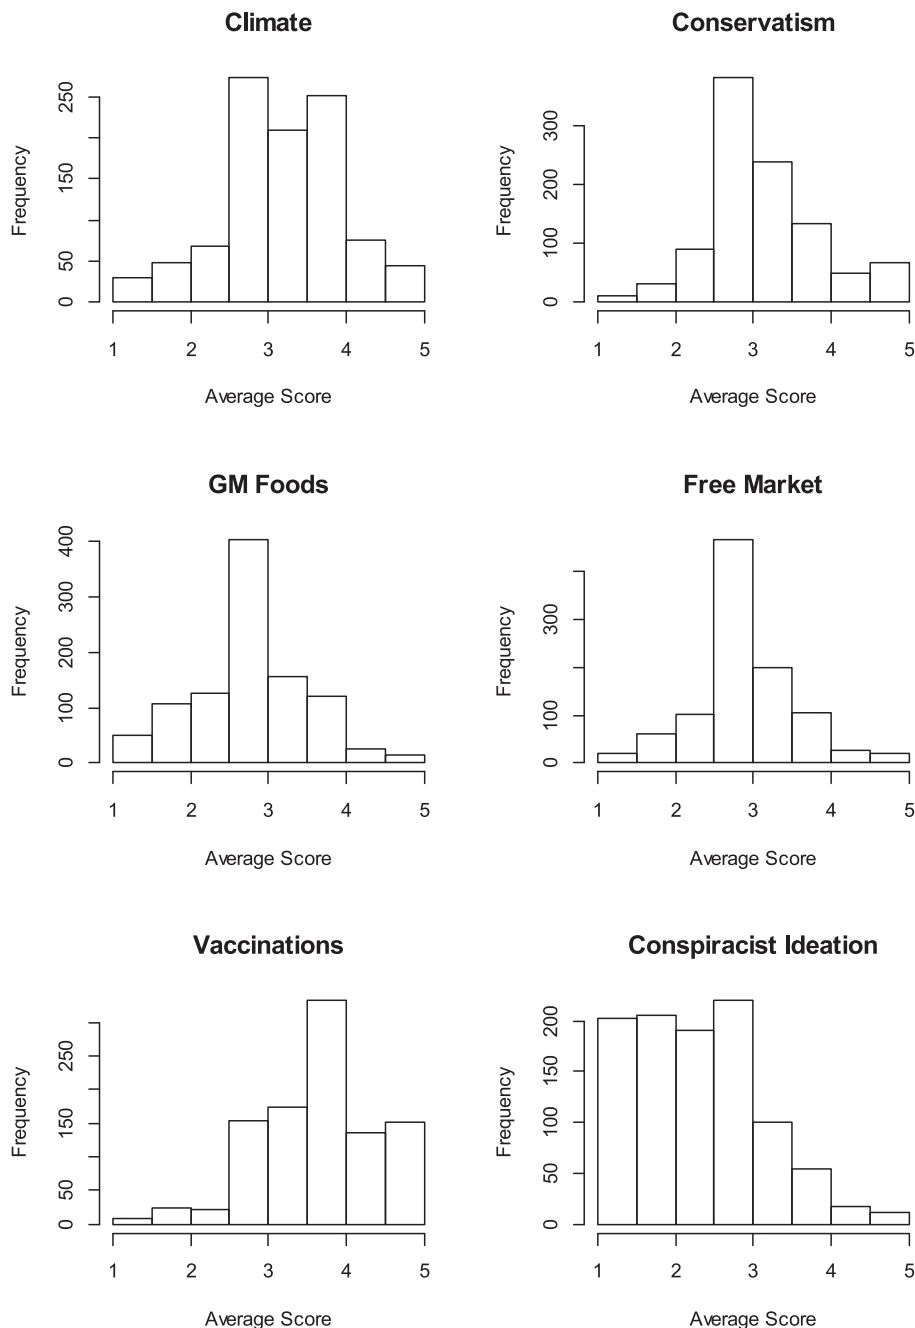 Climate
Frequency
250
150
50
0
1 2 3 4 5
Average Score
Conservatism
Frequency
300
200
100
0
1 2 3 4 5
Average Score
GM Foods
Frequency
400
300
200
100
0
1 2 3 4 5
Average Score
Free Market
Frequency
300
100
0
1 2 3 4 5
Average Score
Vaccinations
Frequency
250
150
50
0
1 2 3 4 5
Average Score
Conspiracist Ideation
Frequency
200
150
100
50
0
1 2 3 4 5
Average Score